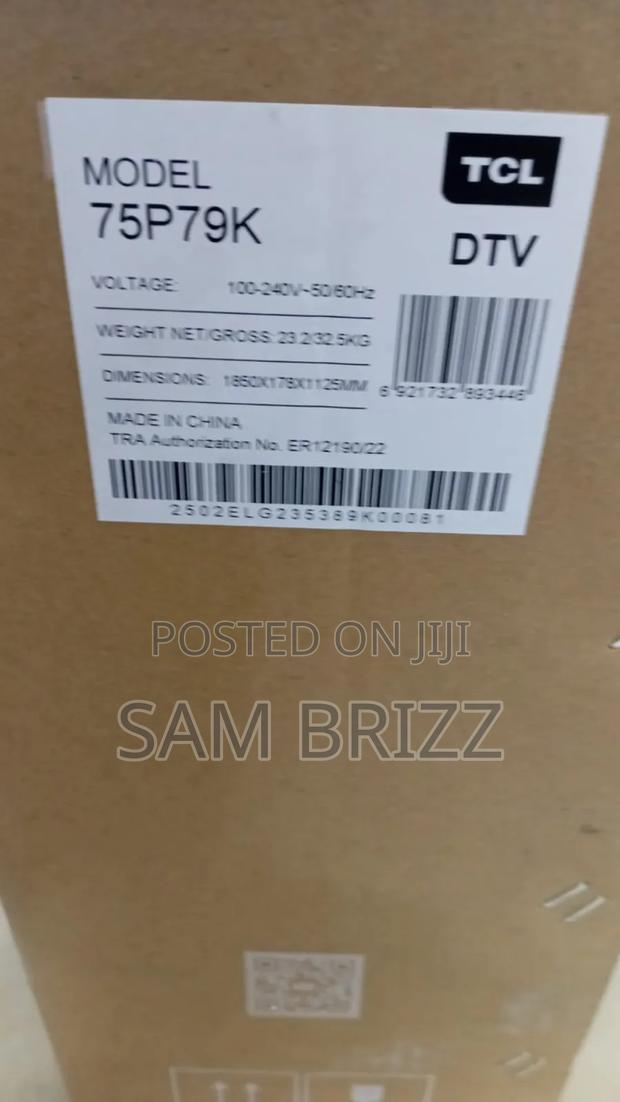 TCL
MODEL
75P79K
DTV
VOLTAGE: 100-240V~50/60Hz
WEIGHT NET/GROSS: 23.2/32.5KG
DIMENSIONS: 1860X178X1125MM
6 921732 893446
MADE IN CHINA
TRA Authorization No. ER12190/22
2502ELG235389K00081
POSTED ON JIJI
SAM BRIZZ